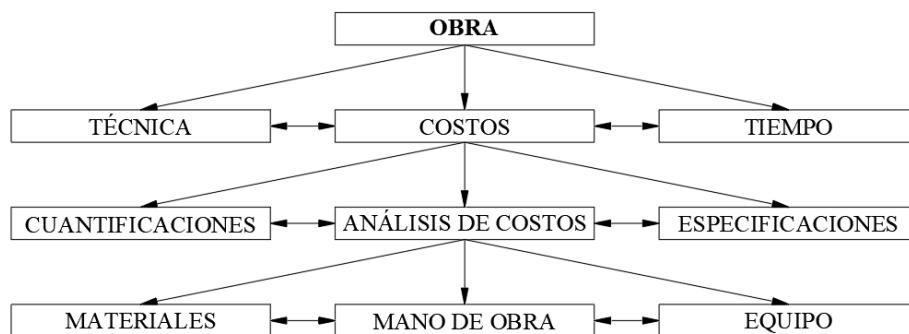 OBRA
TÉCNICA
COSTOS
TIEMPO
CUANTIFICACIONES
ANÁLISIS DE COSTOS
ESPECIFICACIONES
MATERIALES
MANO DE OBRA
EQUIPO